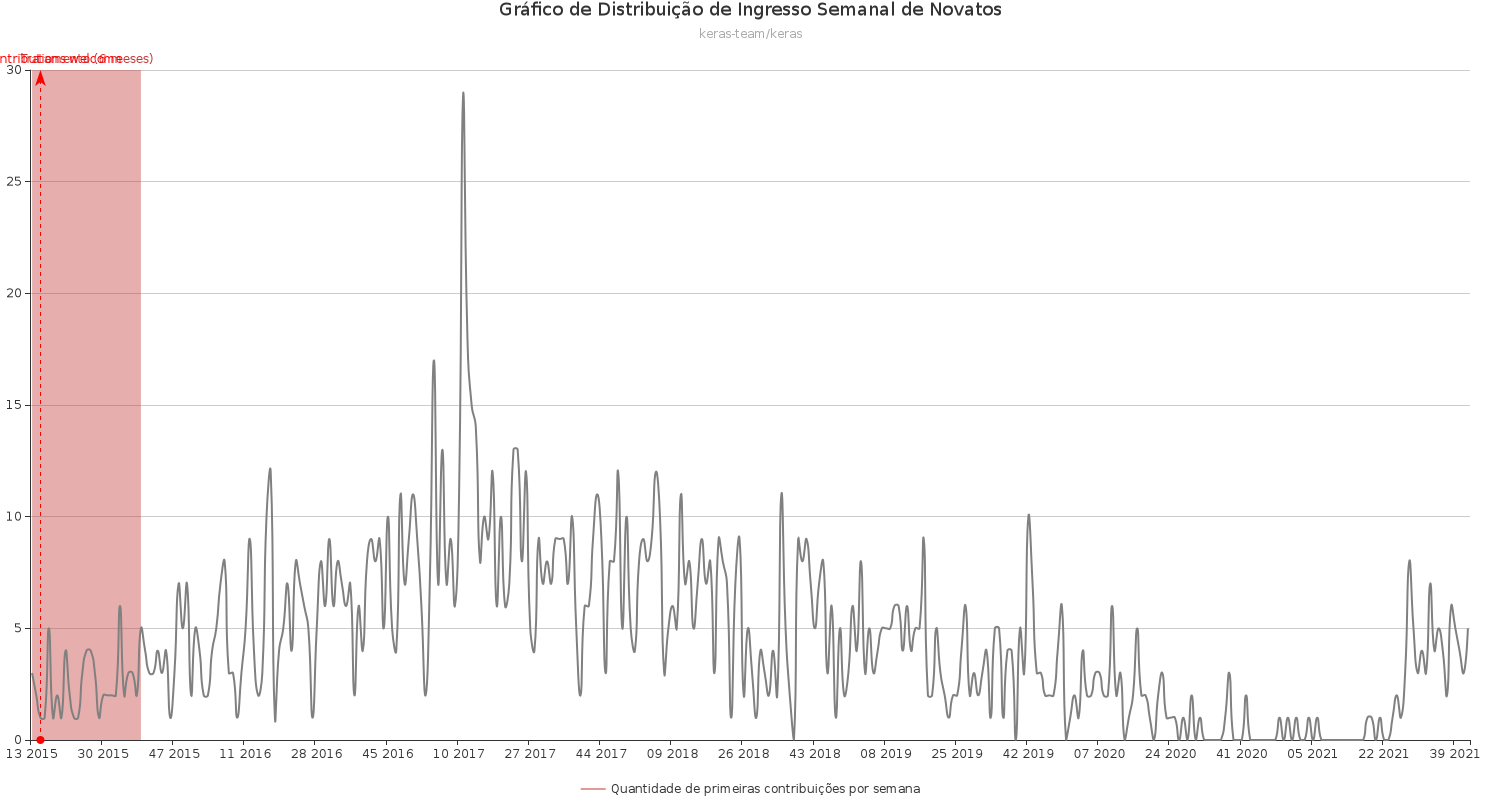 Gráfico de Distribuição de Ingresso Semanal de Novatos
keras-team/keras
30
25
20
15
10
5
0
13 2015 30 2015 47 2015 11 2016 28 2016 45 2016 10 2017 27 2017 44 2017 09 2018 26 2018 43 2018 08 2019 25 2019 42 2019 07 2020 24 2020 41 2020 05 2021 22 2021 39 2021
Quantidade de primeiras contribuições por semana